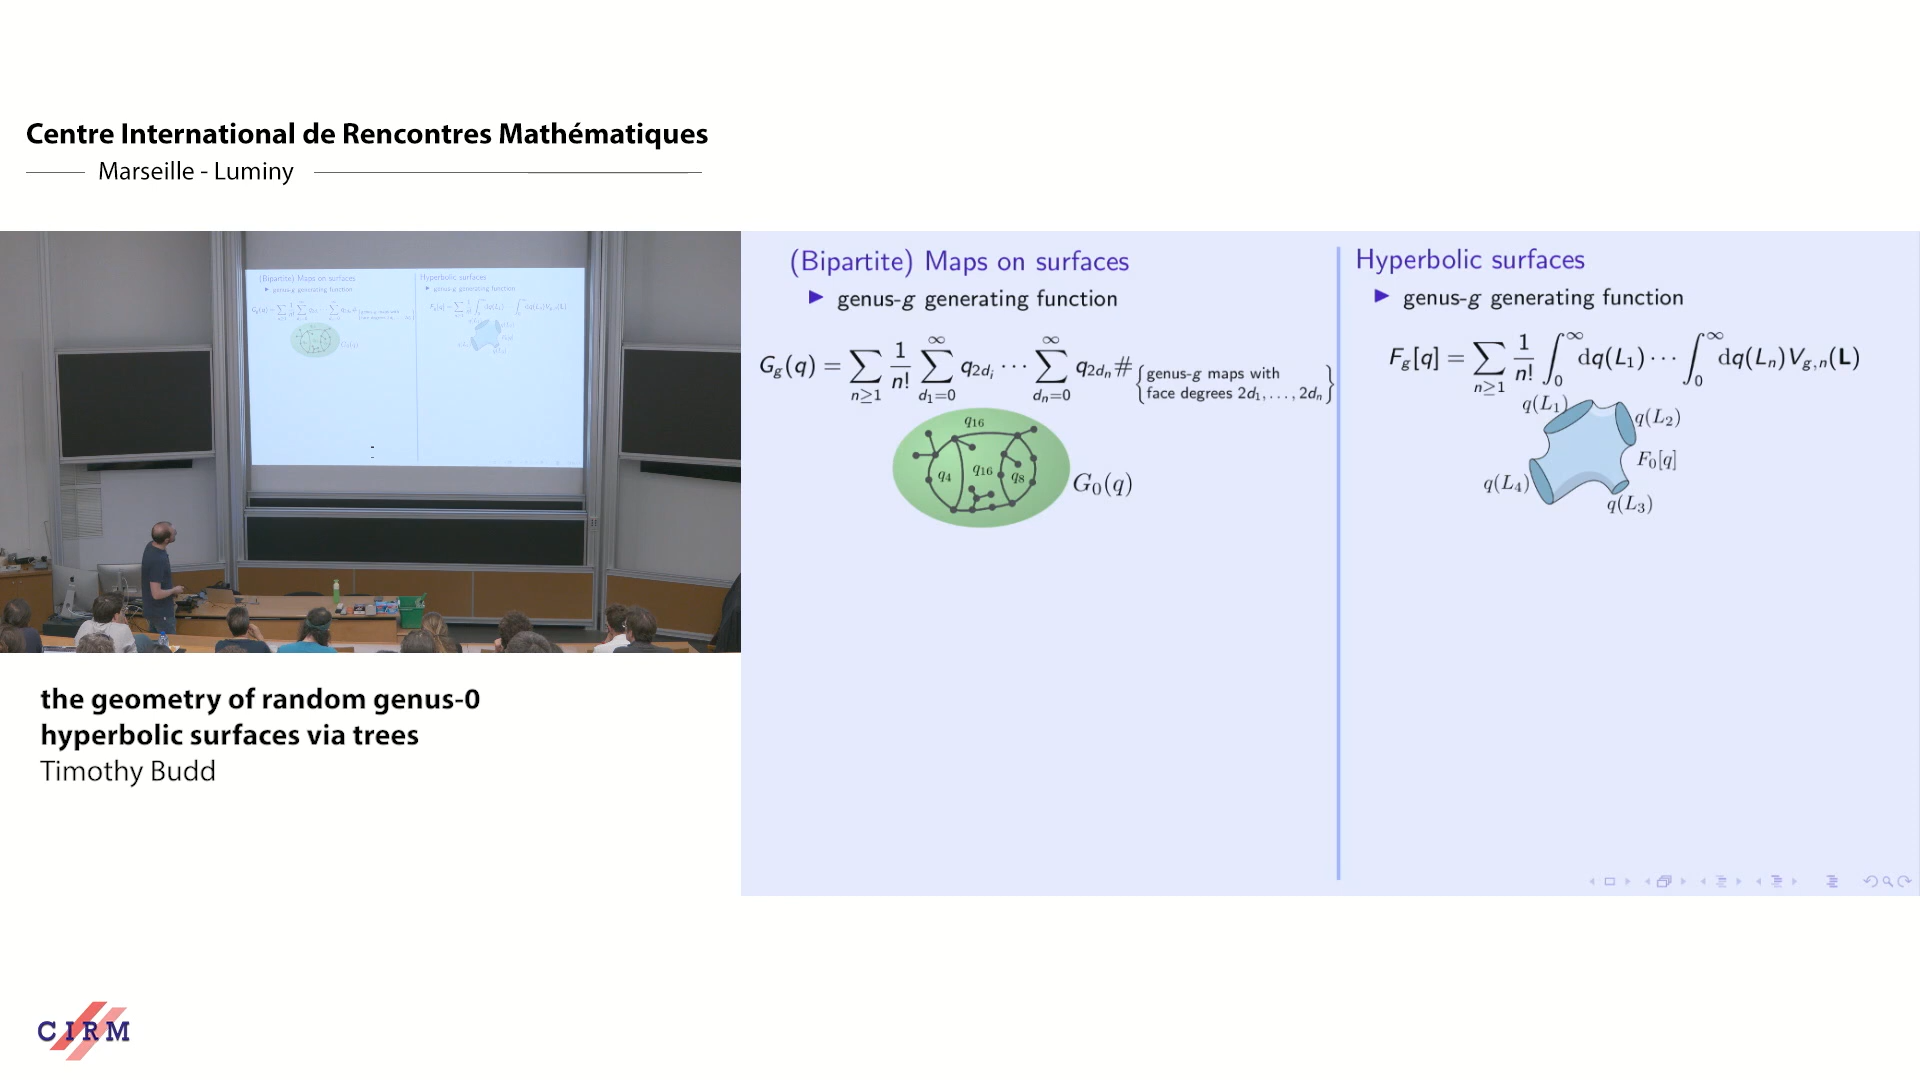 Centre International de Rencontres Mathématiques
Marseille - Luminy
(Bipartite) Maps on surfaces
▶ genus-g generating function
G_g(q) = ∑_{n≥1} 1/n! ∑_{d_1=0}^∞ q_{2d_i} ⋯ ∑_{d_n=0}^∞ q_{2d_n} # {genus-g maps with face degrees 2d_1, …, 2d_n}
q_16
q_4 q_16 q_8
G_0(q)
Hyperbolic surfaces
▶ genus-g generating function
F_g[q] = ∑_{n≥1} 1/n! ∫_0^∞ dq(L_1) ⋯ ∫_0^∞ dq(L_n) V_{g,n}(L)
q(L_1)
q(L_2)
F_0[q]
q(L_4)
q(L_3)
the geometry of random genus-0
hyperbolic surfaces via trees
Timothy Budd
CIRM